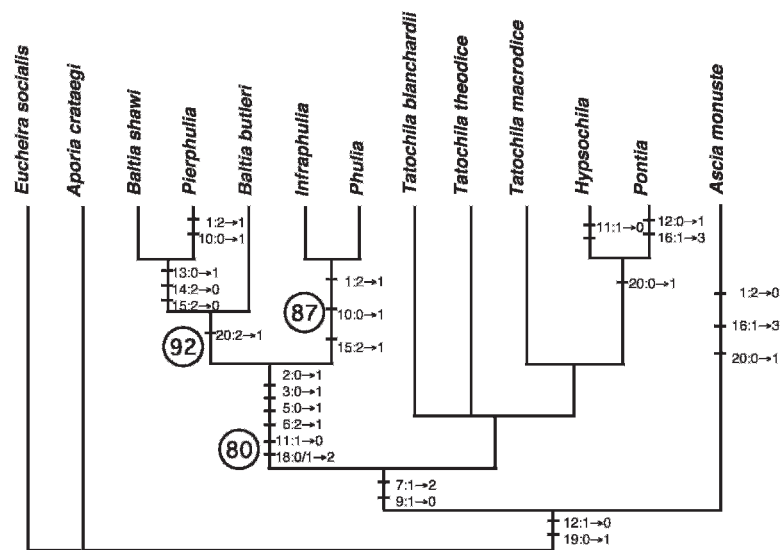 Eucheira socialis
Aporia crataegi
Baltia shawi
Pierphulia
Baltia butleri
Infraphulia
Phulia
Tatochila blanchardii
Tatochila theodice
Tatochila macrodice
Hypsochila
Pontia
Ascia monuste
1:2→1
10:0→1
11:1→0
12:0→1
16:1→3
13:0→1
14:2→0
15:2→0
1:2→1
10:0→1
15:2→1
87
20:0→1
1:2→0
16:1→3
20:0→1
92
20:2→1
2:0→1
3:0→1
5:0→1
6:2→1
11:1→0
18:0/1→2
80
7:1→2
9:1→0
12:1→0
19:0→1